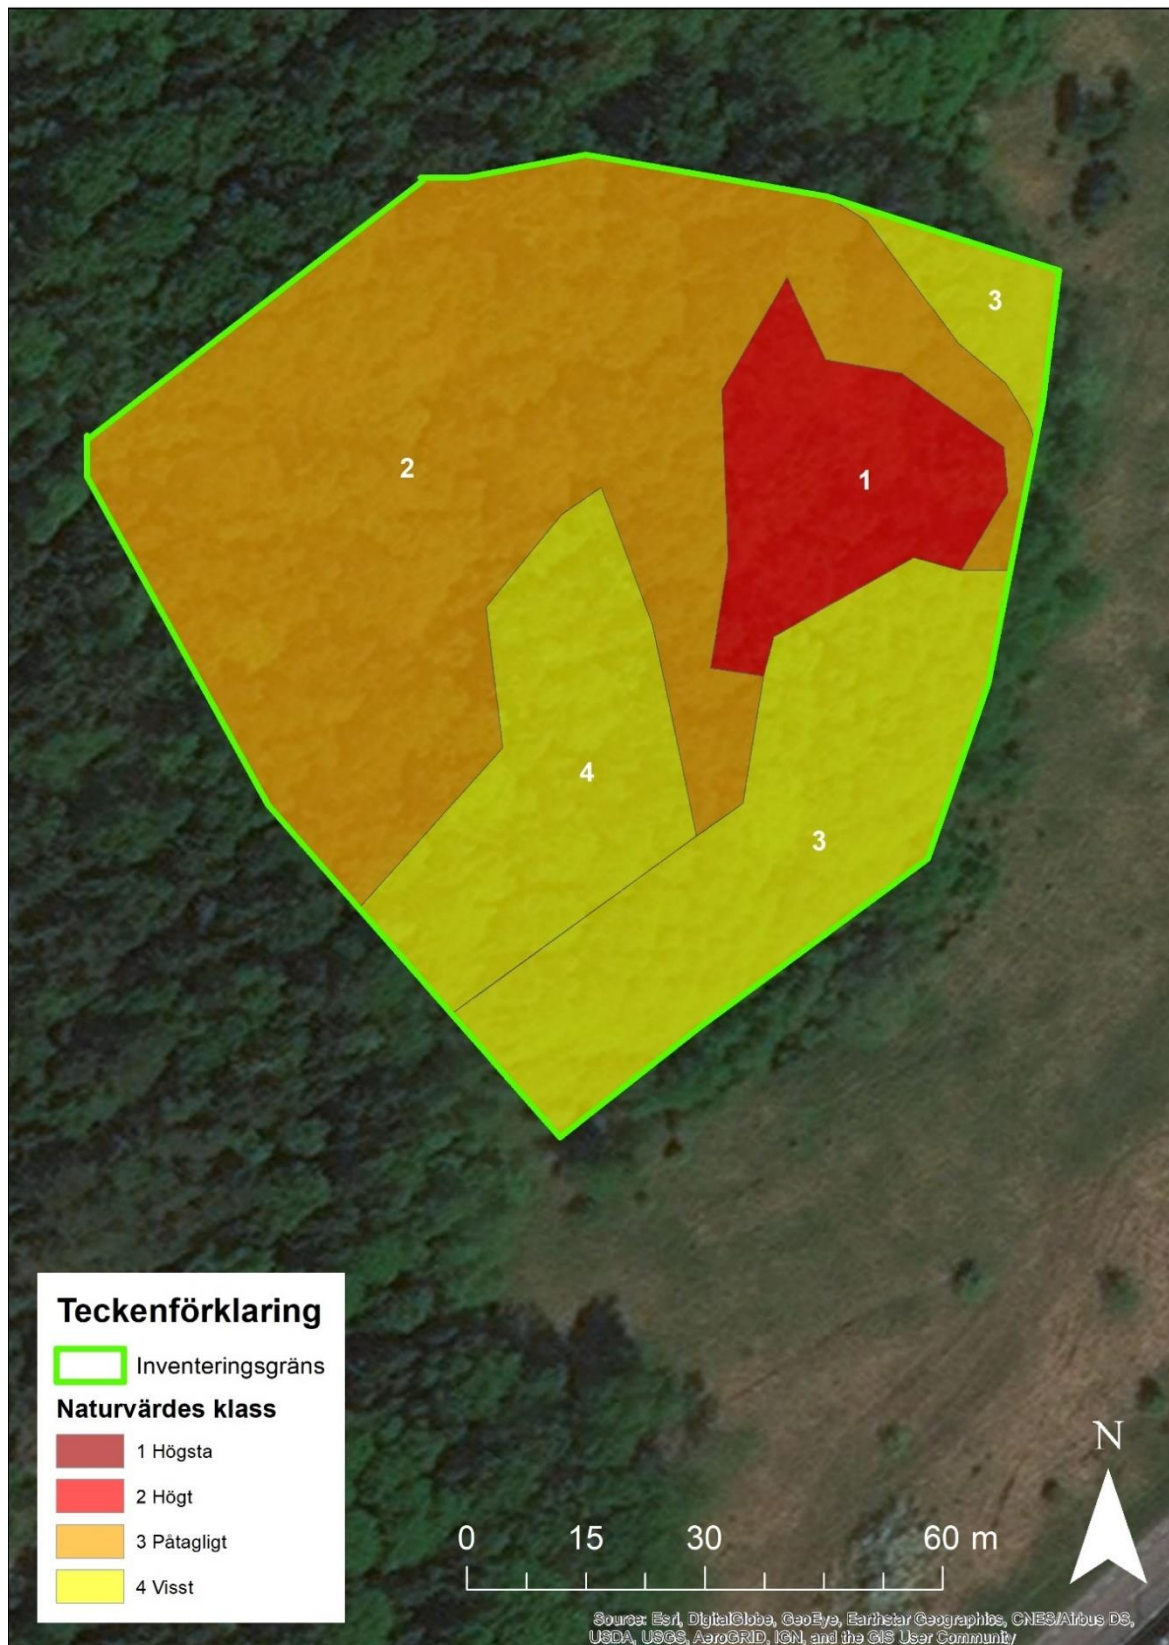 3
2
1
4
3
Teckenförklaring
Inventeringsgräns
Naturvärdes klass
1 Högsta
2 Högt
3 Påtagligt
4 Visst
N
0 15 30 60 m
Source: Esri, DigitalGlobe, GeoEye, Earthstar Geographics, CNES/Airbus DS,
USDA, USGS, AeroGRID, IGN, and the GIS User Community